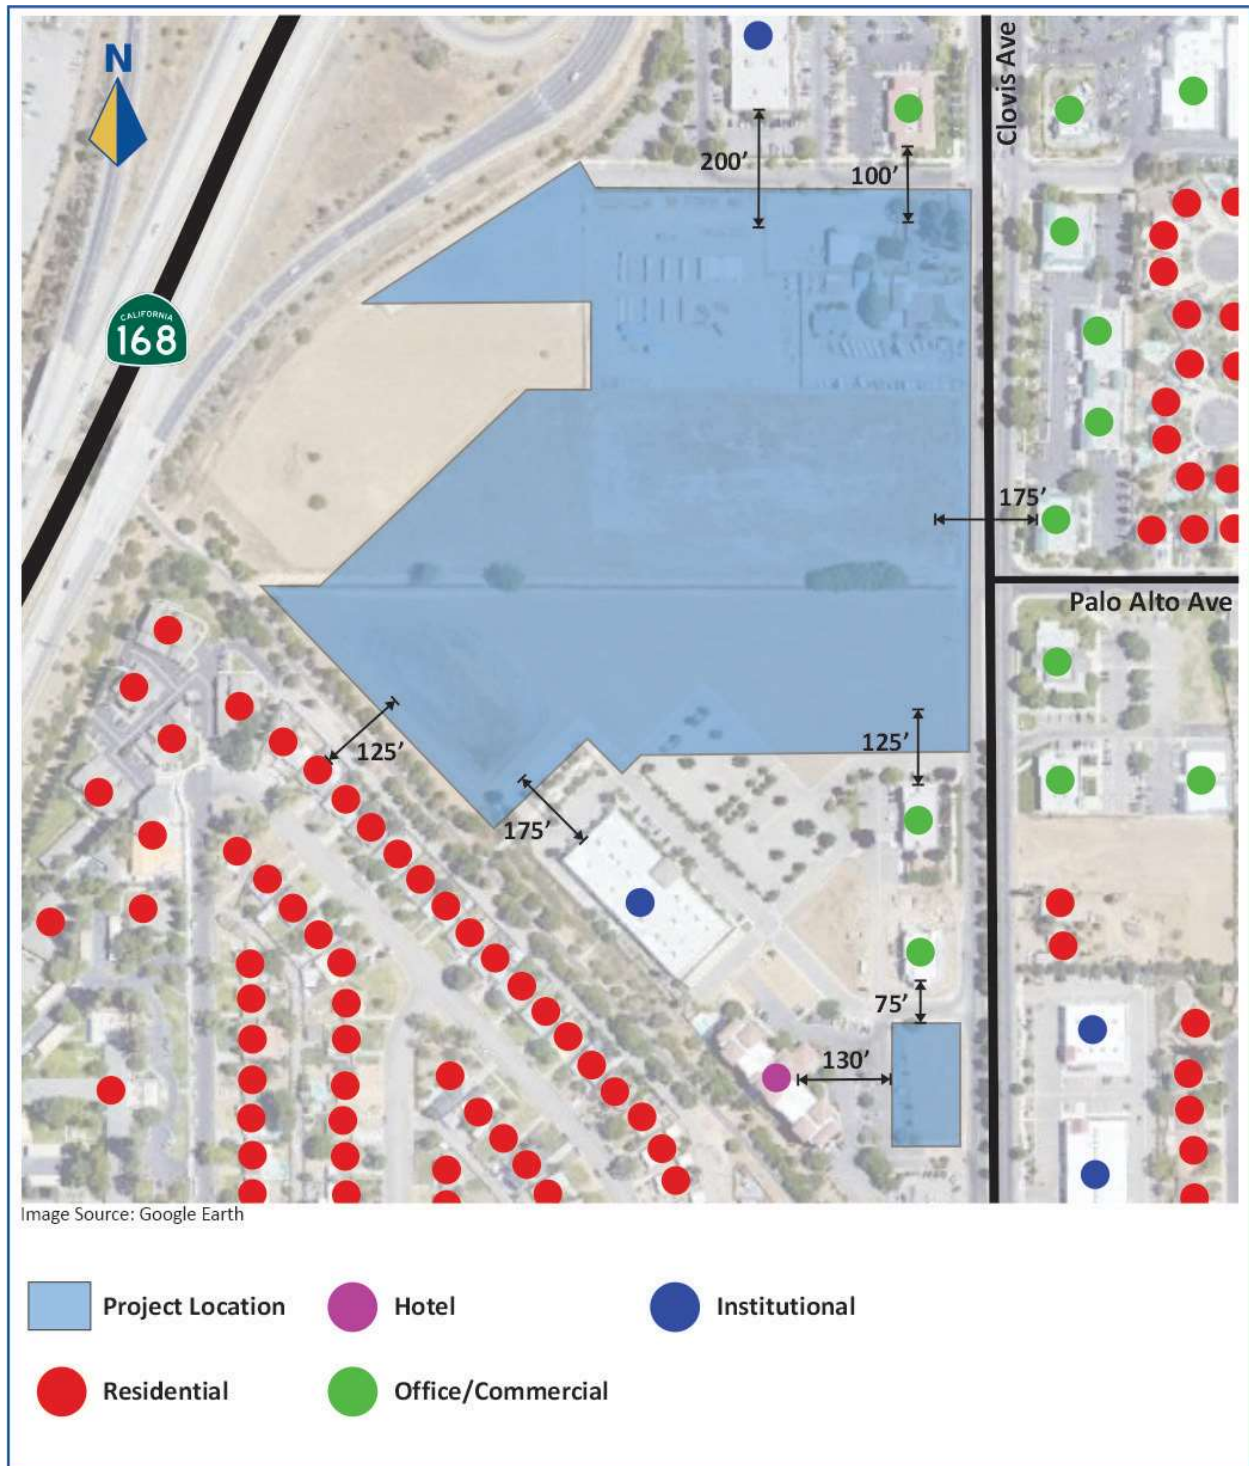 N
Clovis Ave
200’
100’
CALIFORNIA
168
175’
Palo Alto Ave
125’
125’
175’
75’
130’
Image Source: Google Earth
Project Location
Hotel
Institutional
Residential
Office/Commercial